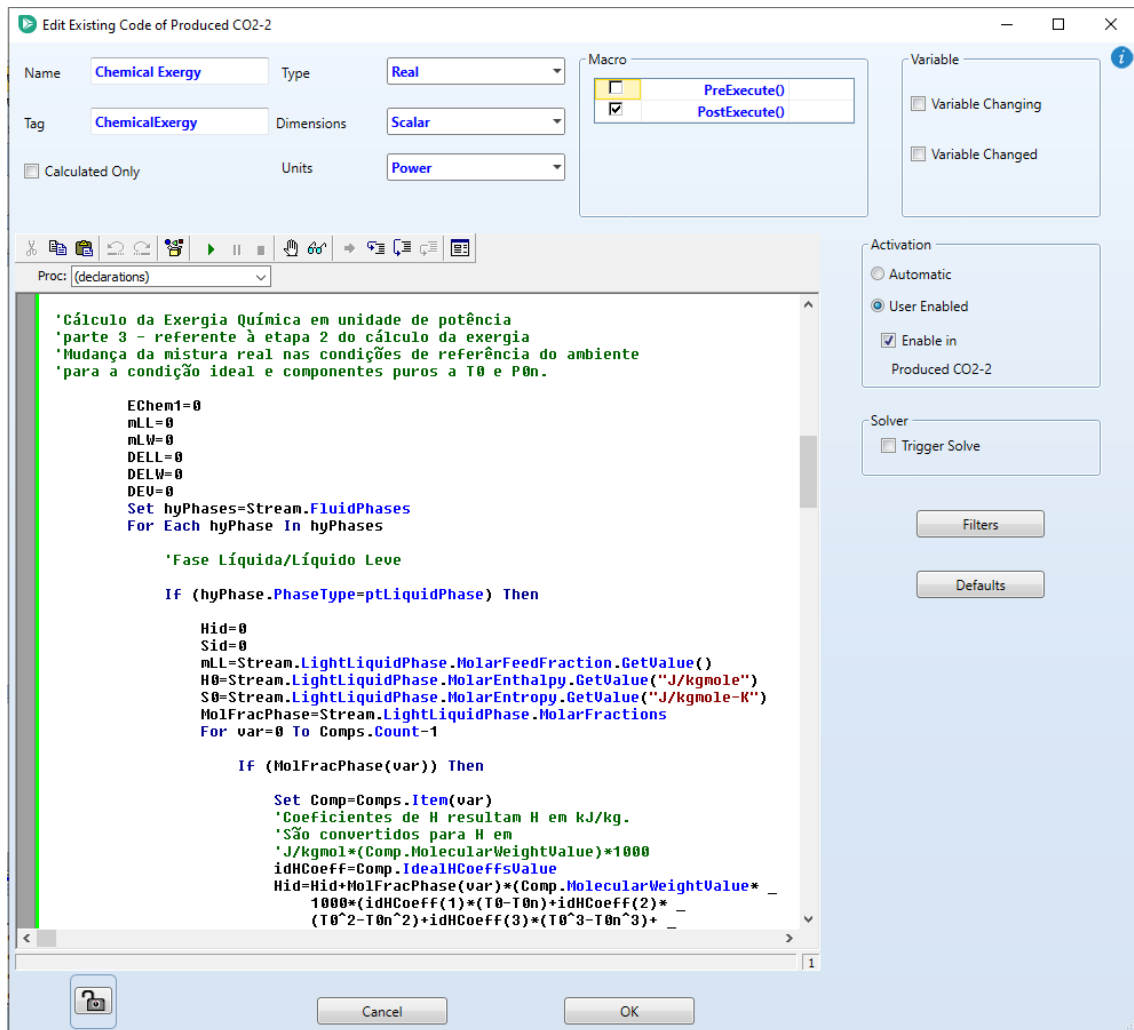 Edit Existing Code of Produced CO2-2
Name Chemical Exergy Type Real
Tag ChemicalExergy Dimensions Scalar
Calculated Only Units Power
Macro
PreExecute()
PostExecute()
Variable
Variable Changing
Variable Changed
Proc: (declarations)
'Cálculo da Exergia Química em unidade de potência
'parte 3 - referente à etapa 2 do cálculo da exergia
'Mudança da mistura real nas condições de referência do ambiente
'para a condição ideal e componentes puros a T0 e P0n.
EChem1=0
mLL=0
mLW=0
DELL=0
DELW=0
DEV=0
Set hyPhases=Stream.FluidPhases
For Each hyPhase In hyPhases
'Fase Líquida/Líquido Leve
If (hyPhase.PhaseType=ptLiquidPhase) Then
Hid=0
Sid=0
mLL=Stream.LightLiquidPhase.MolarFeedFraction.GetValue()
H0=Stream.LightLiquidPhase.MolarEnthalpy.GetValue("J/kgmole")
S0=Stream.LightLiquidPhase.MolarEntropy.GetValue("J/kgmole-K")
MolFracPhase=Stream.LightLiquidPhase.MolarFractions
For var=0 To Comps.Count-1
If (MolFracPhase(var)) Then
Set Comp=Comps.Item(var)
'Coeficientes de H resultam H em kJ/kg.
'São convertidos para H em
'J/kgmol*(Comp.MolecularWeightValue)*1000
idHCoeff=Comp.IdealHCoeffsValue
Hid=Hid+MolFracPhase(var)*(Comp.MolecularWeightValue* _
1000*(idHCoeff(1)*(T0-T0n)+idHCoeff(2)* _
(T0^2-T0n^2)+idHCoeff(3)*(T0^3-T0n^3)+ _
1
Activation
Automatic
User Enabled
Enable in
Produced CO2-2
Solver
Trigger Solve
Filters
Defaults
Cancel
OK